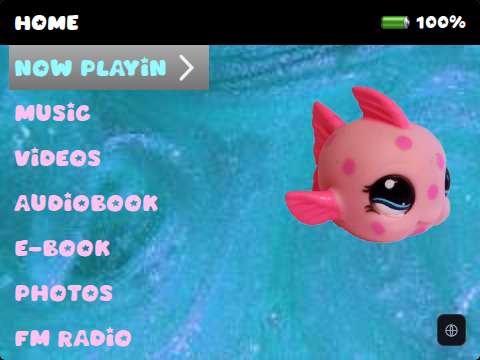 HOME
100%
NOW PLAYIN
MUSIC
VIDEOS
AUDIOBOOK
E-BOOK
PHOTOS
FM RADIO